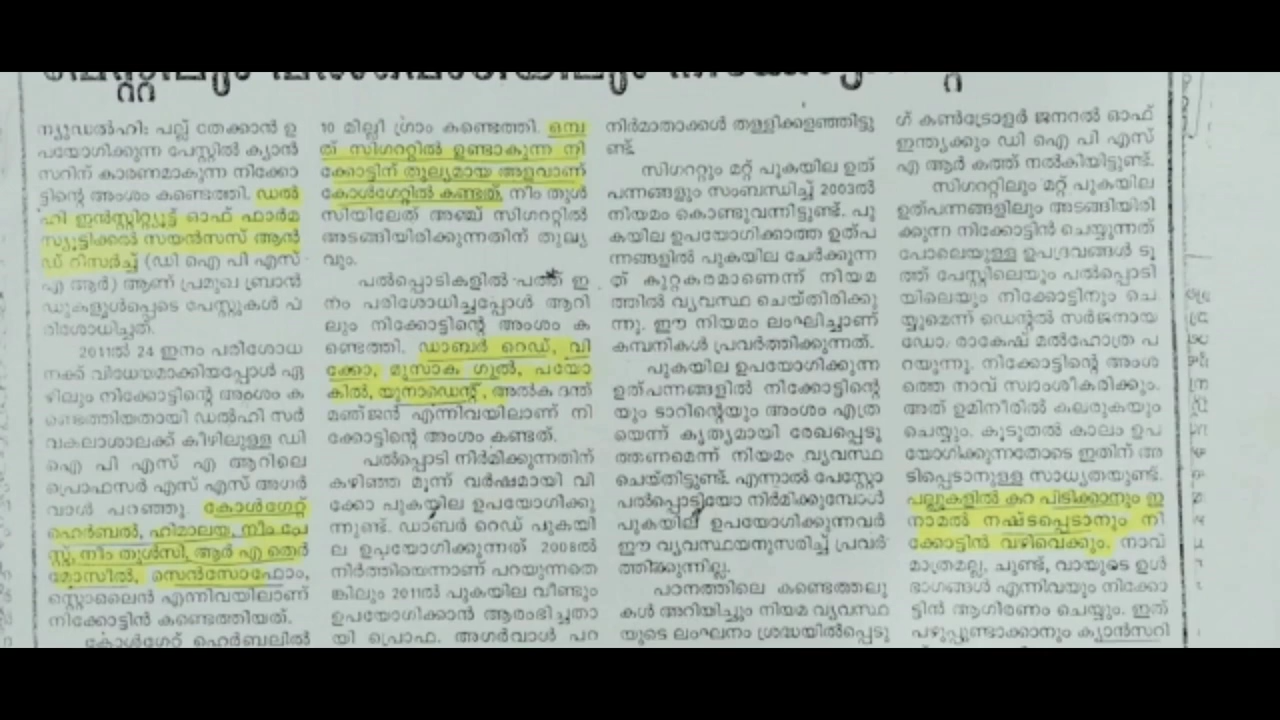 ന്യൂഡൽഹി: പല്ല് തേക്കാൻ ഉ
പയോഗിക്കുന്ന പേസ്റ്റിൽ ക്യാൻ
സറിന് കാരണമാകുന്ന നിക്കോ
ട്ടിന്റെ അംശം കണ്ടെത്തി. ഡൽ
ഹി ഇൻസ്റ്റിറ്റ്യൂട്ട് ഓഫ് ഫാർമ
സ്യൂട്ടിക്കൽ സയൻസസ് ആൻ
ഡ് റിസർച്ച് (ഡി ഐ പി എസ്
എ ആർ) ആണ് പ്രമുഖ ബ്രാൻ
ഡുകളുൾപ്പെടെ പേസ്റ്റുകൾ പ
രിശോധിച്ചത്.
2011ൽ 24 ഇനം പരിശോധ
നക്ക് വിധേയമാക്കിയപ്പോൾ ഏ
ഴിലും നിക്കോട്ടിന്റെ അംശം ക
ണ്ടെത്തിയതായി ഡൽഹി സർ
വകലാശാലക്ക് കീഴിലുള്ള ഡി
ഐ പി എസ് എ ആറിലെ
പ്രൊഫസർ എസ് എസ് അഗർ
വാൾ പറഞ്ഞു. കോൾഗേറ്റ്
ഹെർബൽ, ഹിമാലയ, നീം പേ
സ്റ്റ്, നീം തുൾസി, ആർ എ തെർ
മോസീൽ, സെൻസോഫോം,
സ്റ്റൊലൈൻ എന്നിവയിലാണ്
നിക്കോട്ടിൻ കണ്ടെത്തിയത്.
കോൾഗേറ്റ് ഹെർബലിൽ
10 മില്ലി ഗ്രാം കണ്ടെത്തി. ഒമ്പ
ത് സിഗററ്റിൽ ഉണ്ടാകുന്ന നി
ക്കോട്ടിന് തുല്യമായ അളവാണ്
കോൾഗേറ്റിൽ കണ്ടത്. നീം തുൾ
സിയിലേത് അഞ്ച് സിഗററ്റിൽ
അടങ്ങിയിരിക്കുന്നതിന് തുല്യ
വും.
പൽപ്പൊടികളിൽ പത്ത് ഇ
നം പരിശോധിച്ചപ്പോൾ ആറി
ലും നിക്കോട്ടിന്റെ അംശം ക
ണ്ടെത്തി. ഡാബർ റെഡ്, വി
ക്കോ, മുസാക ഗുൽ, പയോ
കിൽ, യുനാഡെന്റ്, അൽക ദന്ത്
മഞ്ജൻ എന്നിവയിലാണ് നി
ക്കോട്ടിന്റെ അംശം കണ്ടത്.
പൽപ്പൊടി നിർമിക്കുന്നതിന്
കഴിഞ്ഞ മൂന്ന് വർഷമായി വി
ക്കോ പുകയില ഉപയോഗിക്കു
ന്നുണ്ട്. ഡാബർ റെഡ് പുകയി
ല ഉപയോഗിക്കുന്നത് 2008ൽ
നിർത്തിയെന്നാണ് പറയുന്നതെ
ങ്കിലും 2011ൽ പുകയില വീണ്ടും
ഉപയോഗിക്കാൻ ആരംഭിച്ചതാ
യി പ്രൊഫ. അഗർവാൾ പറ
നിർമാതാക്കൾ തള്ളിക്കളഞ്ഞിട്ടു
ണ്ട്.
സിഗററ്റും മറ്റ് പുകയില ഉത്
പന്നങ്ങളും സംബന്ധിച്ച് 2003ൽ
നിയമം കൊണ്ടുവന്നിട്ടുണ്ട്. പു
കയില ഉപയോഗിക്കാത്ത ഉത്പ
ന്നങ്ങളിൽ പുകയില ചേർക്കുന്ന
ത് കുറ്റകരമാണെന്ന് നിയമ
ത്തിൽ വ്യവസ്ഥ ചെയ്തിരിക്കു
ന്നു. ഈ നിയമം ലംഘിച്ചാണ്
കമ്പനികൾ പ്രവർത്തിക്കുന്നത്.
പുകയില ഉപയോഗിക്കുന്ന
ഉത്പന്നങ്ങളിൽ നിക്കോട്ടിന്റെ
യും ടാറിന്റെയും അംശം എത്ര
യെന്ന് കൃത്യമായി രേഖപ്പെടു
ത്തണമെന്ന് നിയമം വ്യവസ്ഥ
ചെയ്തിട്ടുണ്ട്. എന്നാൽ പേസ്റ്റോ
പൽപ്പൊട്ടിയോ നിർമിക്കുമ്പോൾ
പുകയില ഉപയോഗിക്കുന്നവർ
ഈ വ്യവസ്ഥയനുസരിച്ച് പ്രവർ
ത്തിക്കുന്നില്ല.
പഠനത്തിലെ കണ്ടെത്തലു
കൾ അറിയിച്ചും നിയമ വ്യവസ്ഥ
യുടെ ലംഘനം ശ്രദ്ധയിൽപ്പെടു
ഗ് കൺട്രോളർ ജനറൽ ഓഫ്
ഇന്ത്യക്കും ഡി ഐ പി എസ്
എ ആർ കത്ത് നൽകിയിട്ടുണ്ട്.
സിഗററ്റിലും മറ്റ് പുകയില
ഉത്പന്നങ്ങളിലും അടങ്ങിയിരി
ക്കുന്ന നിക്കോട്ടിൻ ചെയ്യുന്നത്
പോലെയുള്ള ഉപദ്രവങ്ങൾ ടൂ
ത്ത് പേസ്റ്റിലെയും പൽപ്പൊടി
യിലെയും നിക്കോട്ടിനും ചെ
യ്യുമെന്ന് ഡെന്റൽ സർജനായ
ഡോ. രാകേഷ് മൽഹോത്ര പ
റയുന്നു. നിക്കോട്ടിന്റെ അംശ
ത്തെ നാവ് സ്വാംശീകരിക്കും.
അത് ഉമിനീരിൽ കലരുകയും
ചെയ്യും. കൂടുതൽ കാലം ഉപ
യോഗിക്കുന്നതോടെ ഇതിന് അ
ടിപ്പെടാനുള്ള സാധ്യതയുണ്ട്.
പല്ലുകളിൽ കറ പിടിക്കാനും ഇ
നാമൽ നഷ്ടപ്പെടാനും നി
ക്കോട്ടിൻ വഴിവെക്കും. നാവ്
മാത്രമല്ല, ചുണ്ട്, വായുടെ ഉൾ
ഭാഗങ്ങൾ എന്നിവയും നിക്കോ
ട്ടിൻ ആഗിരണം ചെയ്യും. ഇത്
പഴുപ്പുണ്ടാക്കാനും ക്യാൻസറി